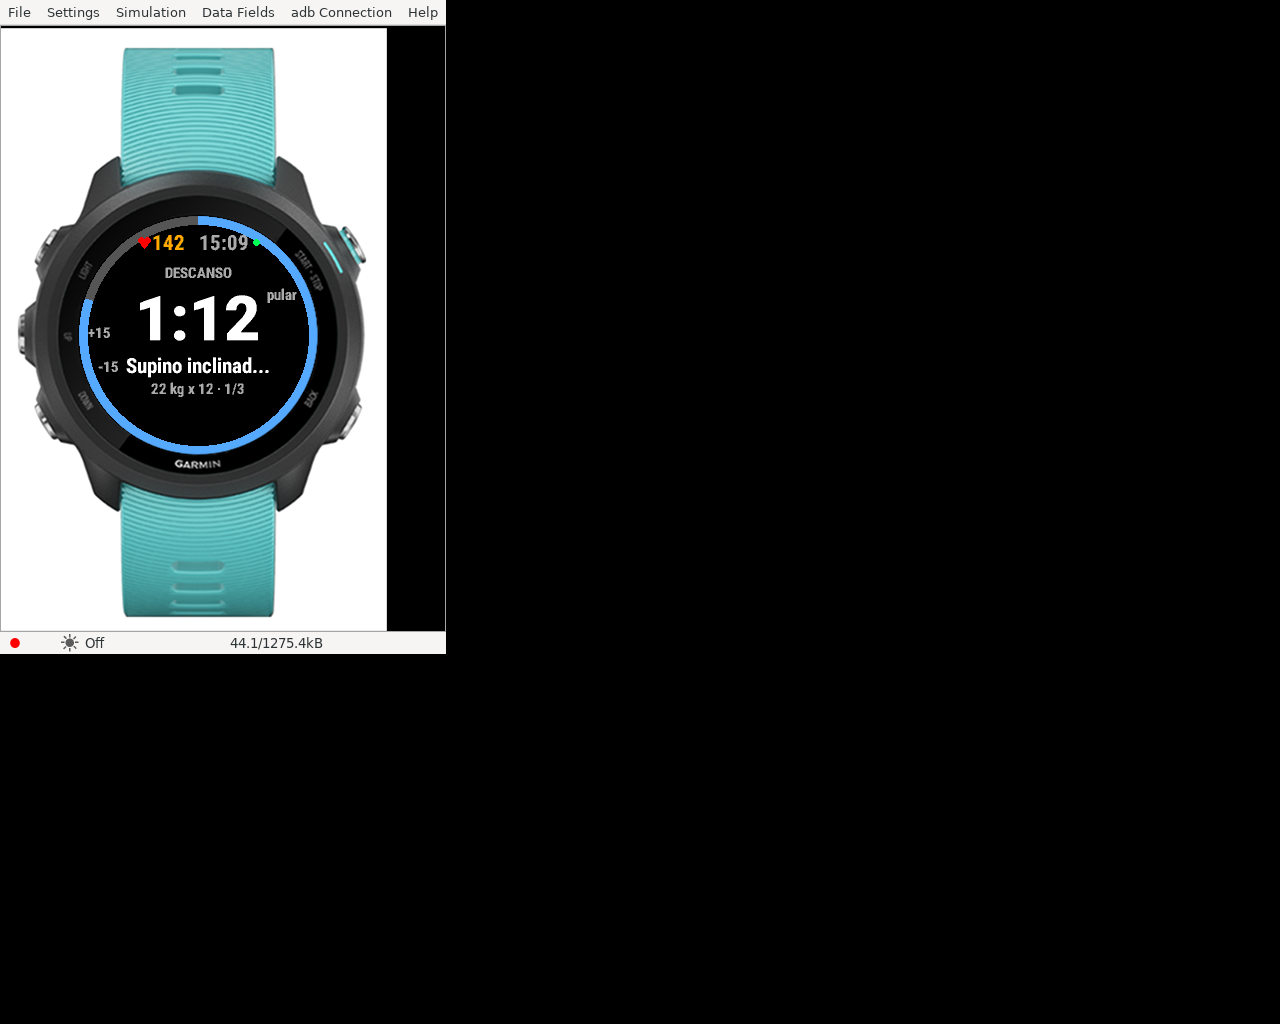 File Settings Simulation Data Fields adb Connection Help
142 15:09
LIGHT
START · STOP
DESCANSO
pular
1:12
+15
UP
-15 Supino inclinad...
22 kg x 12 · 1/3
DOWN
BACK
GARMIN
Off 44.1/1275.4kB